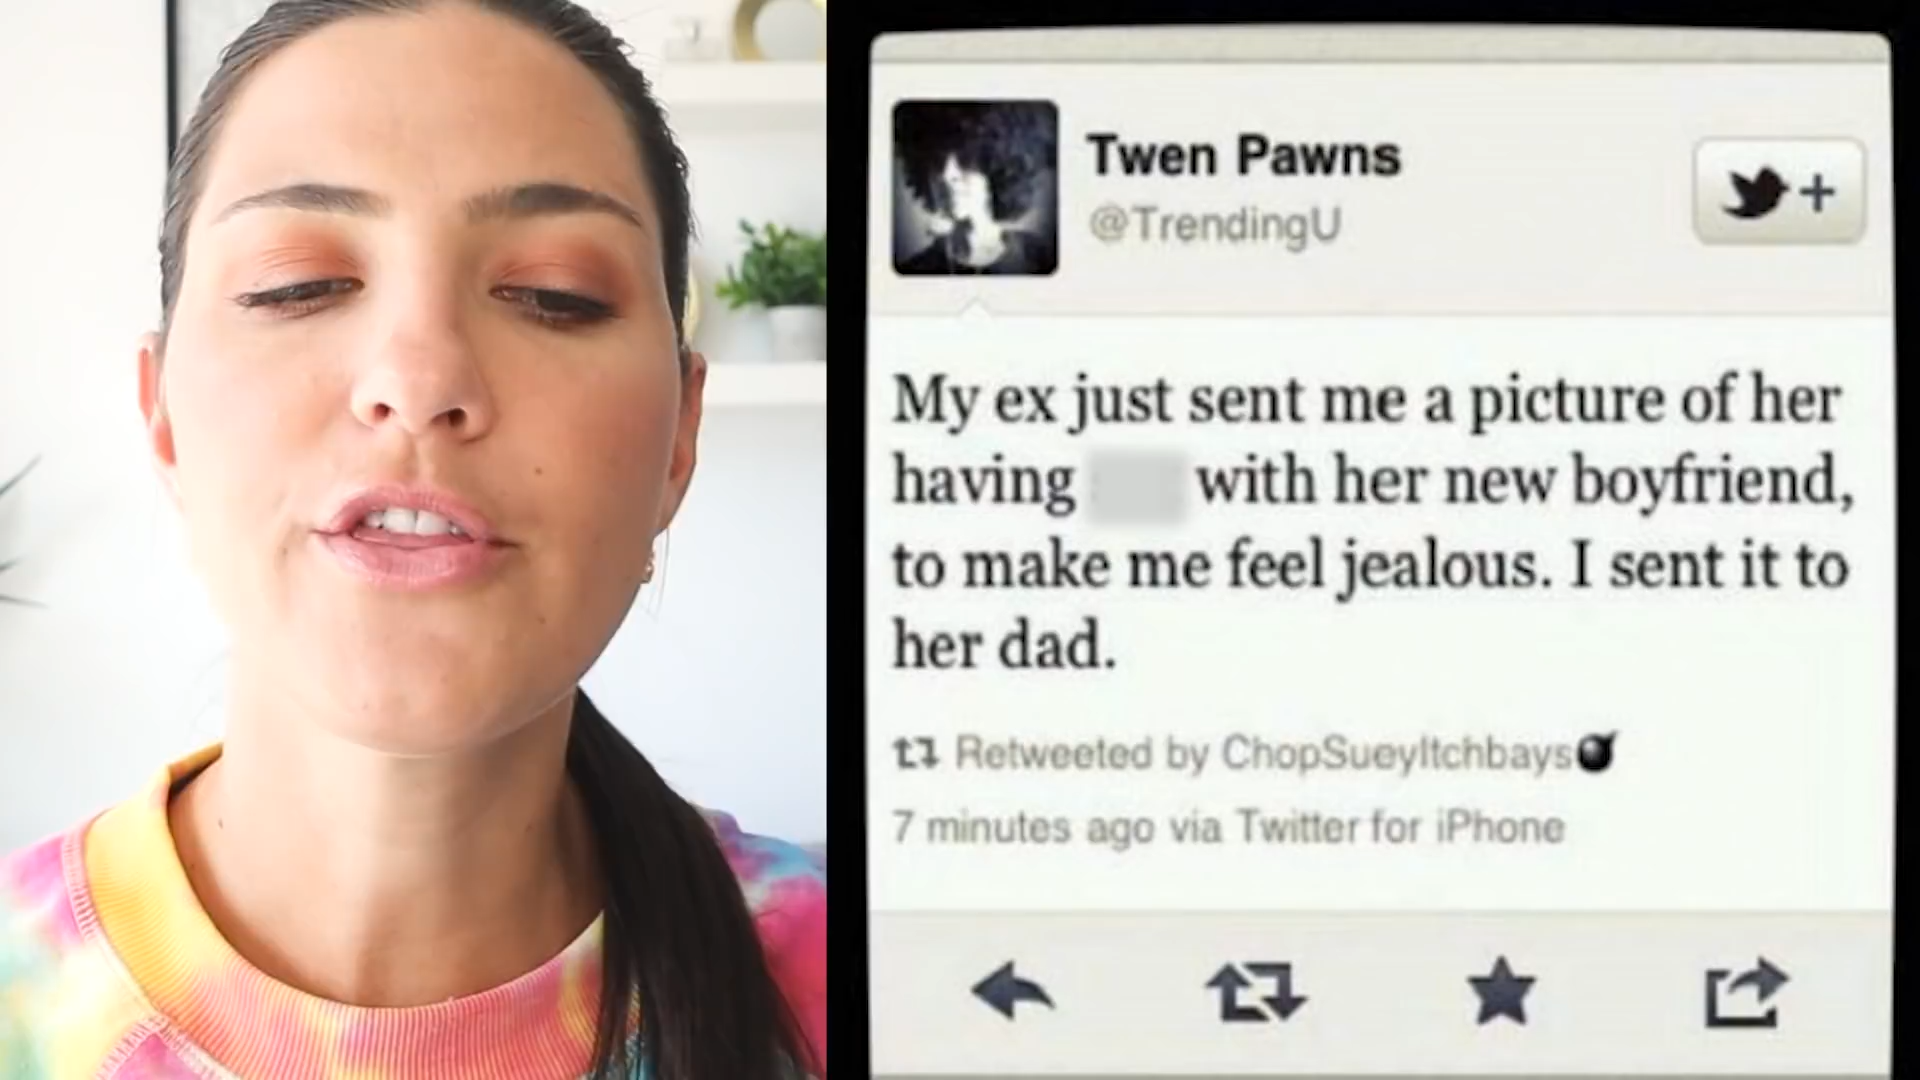 Twen Pawns
@TrendingU
My ex just sent me a picture of her
having with her new boyfriend,
to make me feel jealous. I sent it to
her dad.
Retweeted by ChopSueyItchbays
7 minutes ago via Twitter for iPhone